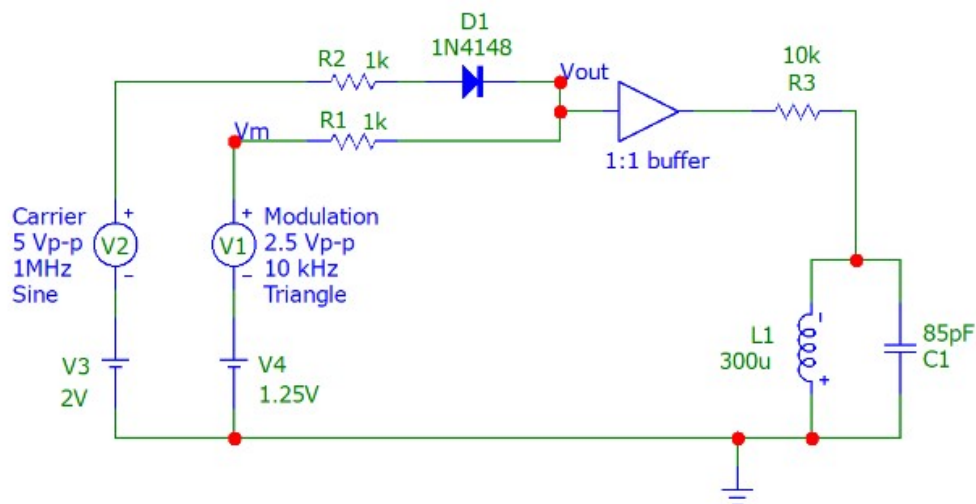 D1
1N4148
R2 1k
Vout
10k
R3
R1 1k
Vm
1:1 buffer
Carrier
5 Vp-p
1MHz
Sine
+
V2
−
+
V1
−
Modulation
2.5 Vp-p
10 kHz
Triangle
V3
2V
V4
1.25V
L1
300u
-
+
85pF
C1